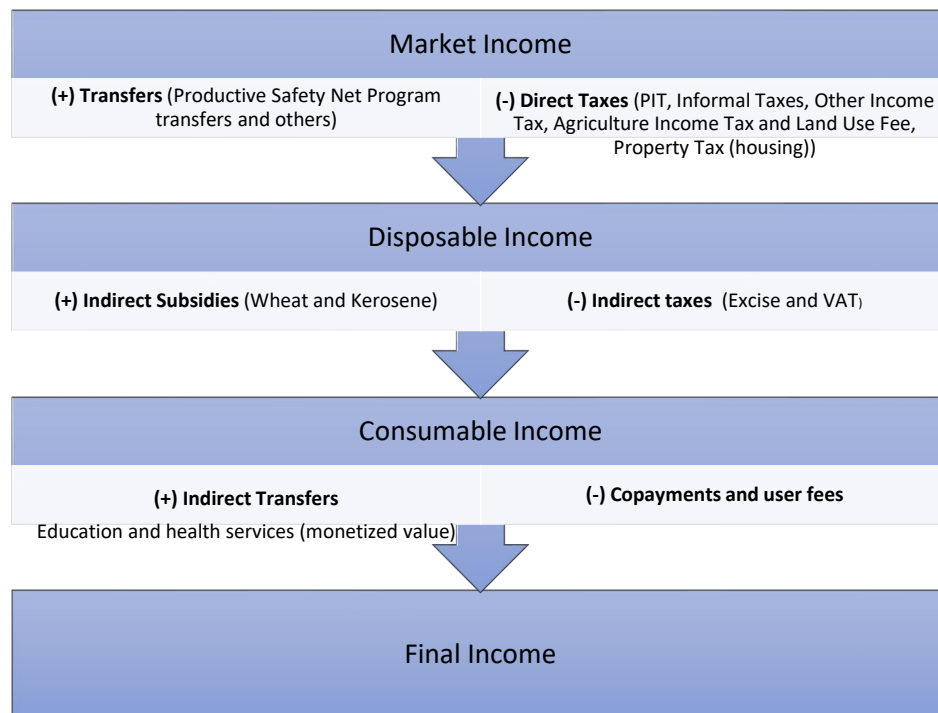 Market Income
(+) Transfers (Productive Safety Net Program
transfers and others)
(-) Direct Taxes (PIT, Informal Taxes, Other Income
Tax, Agriculture Income Tax and Land Use Fee,
Property Tax (housing))
Disposable Income
(+) Indirect Subsidies (Wheat and Kerosene)
(-) Indirect taxes (Excise and VAT)
Consumable Income
(+) Indirect Transfers
Education and health services (monetized value)
(-) Copayments and user fees
Final Income